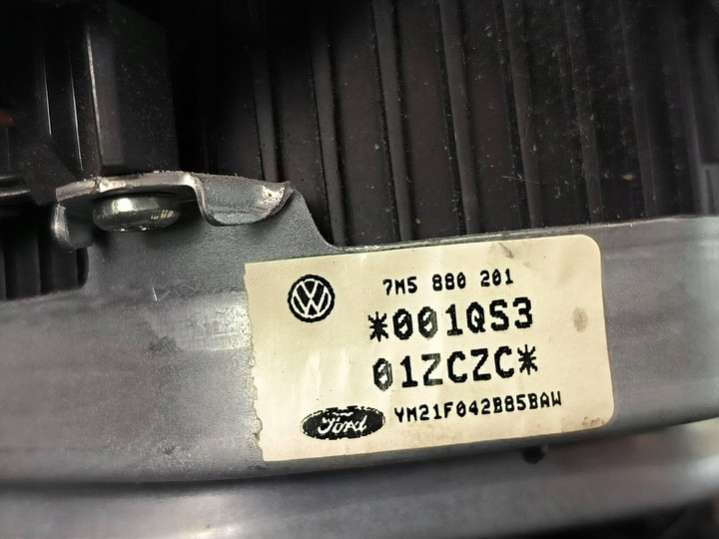 7M5 880 201
*001QS3
01ZCZC*
Ford
YM21F042B85BAW